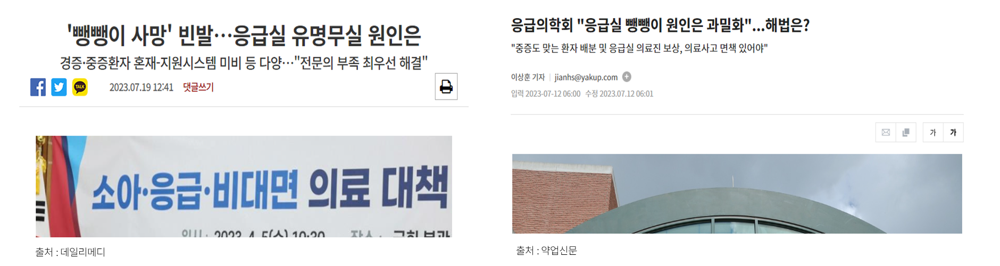 '뺑뺑이 사망' 빈발…응급실 유명무실 원인은
경증·중증환자 혼재-지원시스템 미비 등 다양…"전문의 부족 최우선 해결"
TALK
2023.07.19 12:41 댓글쓰기
소아·응급·비대면 의료 대책
일시: 2023. 4. 5(수) 10:30 장소: 국회 본관
출처 : 데일리메디
응급의학회 "응급실 뺑뺑이 원인은 과밀화"...해법은?
"중증도 맞는 환자 배분 및 응급실 의료진 보상, 의료사고 면책 있어야"
이상훈 기자 | jianhs@yakup.com
입력 2023-07-12 06:00 수정 2023.07.12 06:01
가 가
출처 : 약업신문